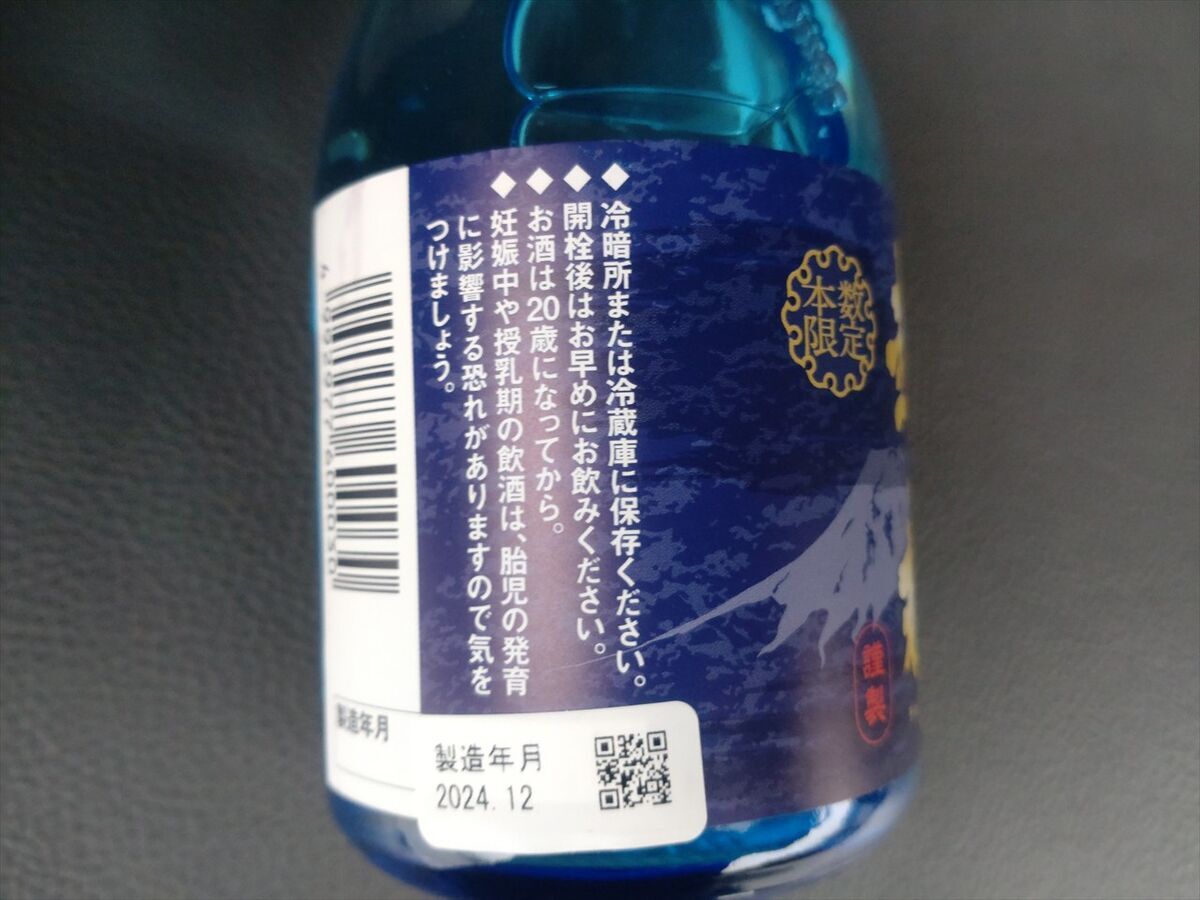 ◆冷暗所または冷蔵庫に保存ください。
◆開栓後はお早めにお飲みください。
◆お酒は20歳になってから。
◆妊娠中や授乳期の飲酒は、胎児の発育
に影響する恐れがありますので気を
つけましょう。
数定
本限
謹製
製造年月
製造年月
2024.12